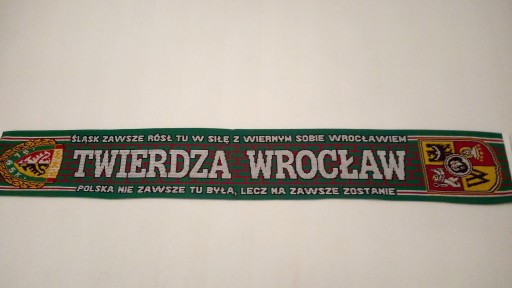 ŚLĄSK ZAWSZE RÓSŁ TU W SIŁĘ Z WIERNYM SOBIE WROCŁAWIEM
TWIERDZA WROCŁAW
POLSKA NIE ZAWSZE TU BYŁA, LECZ NA ZAWSZE ZOSTANIE
W